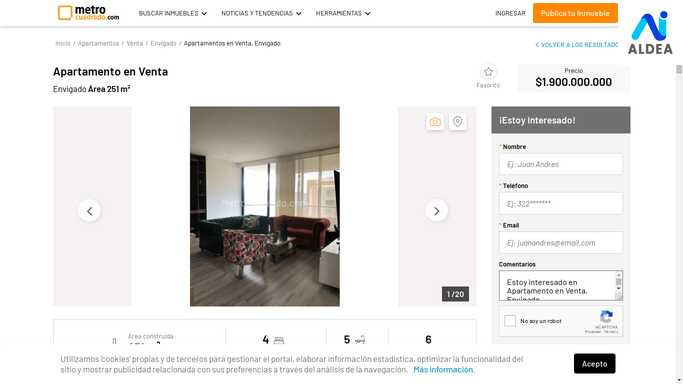 metro
cuadrado.com
BUSCAR INMUEBLES
NOTICIAS Y TENDENCIAS
HERRAMIENTAS
INGRESAR
Publica tu Inmueble
AiDEA
Inicio / Apartamentos / Venta / Envigado / Apartamentos en Venta, Envigado
VOLVER A LOS RESULTADO
Apartamento en Venta
Envigado Área 251 m²
Favorito
Precio
$1.900.000.000
1 / 20
¡Estoy Interesado!
* Nombre
Ej: Juan Andres
* Teléfono
Ej: 322*******
* Email
Ej: juanandres@email.com
Comentarios
Estoy interesado en
Apartamento en Venta,
Envigado
No soy un robot
reCAPTCHA
Privacidad - Términos
Área construida
4
5
6
Utilizamos 'cookies' propias y de terceros para gestionar el portal, elaborar información estadística, optimizar la funcionalidad del
sitio y mostrar publicidad relacionada con sus preferencias a través del análisis de la navegación. Más información.
Acepto